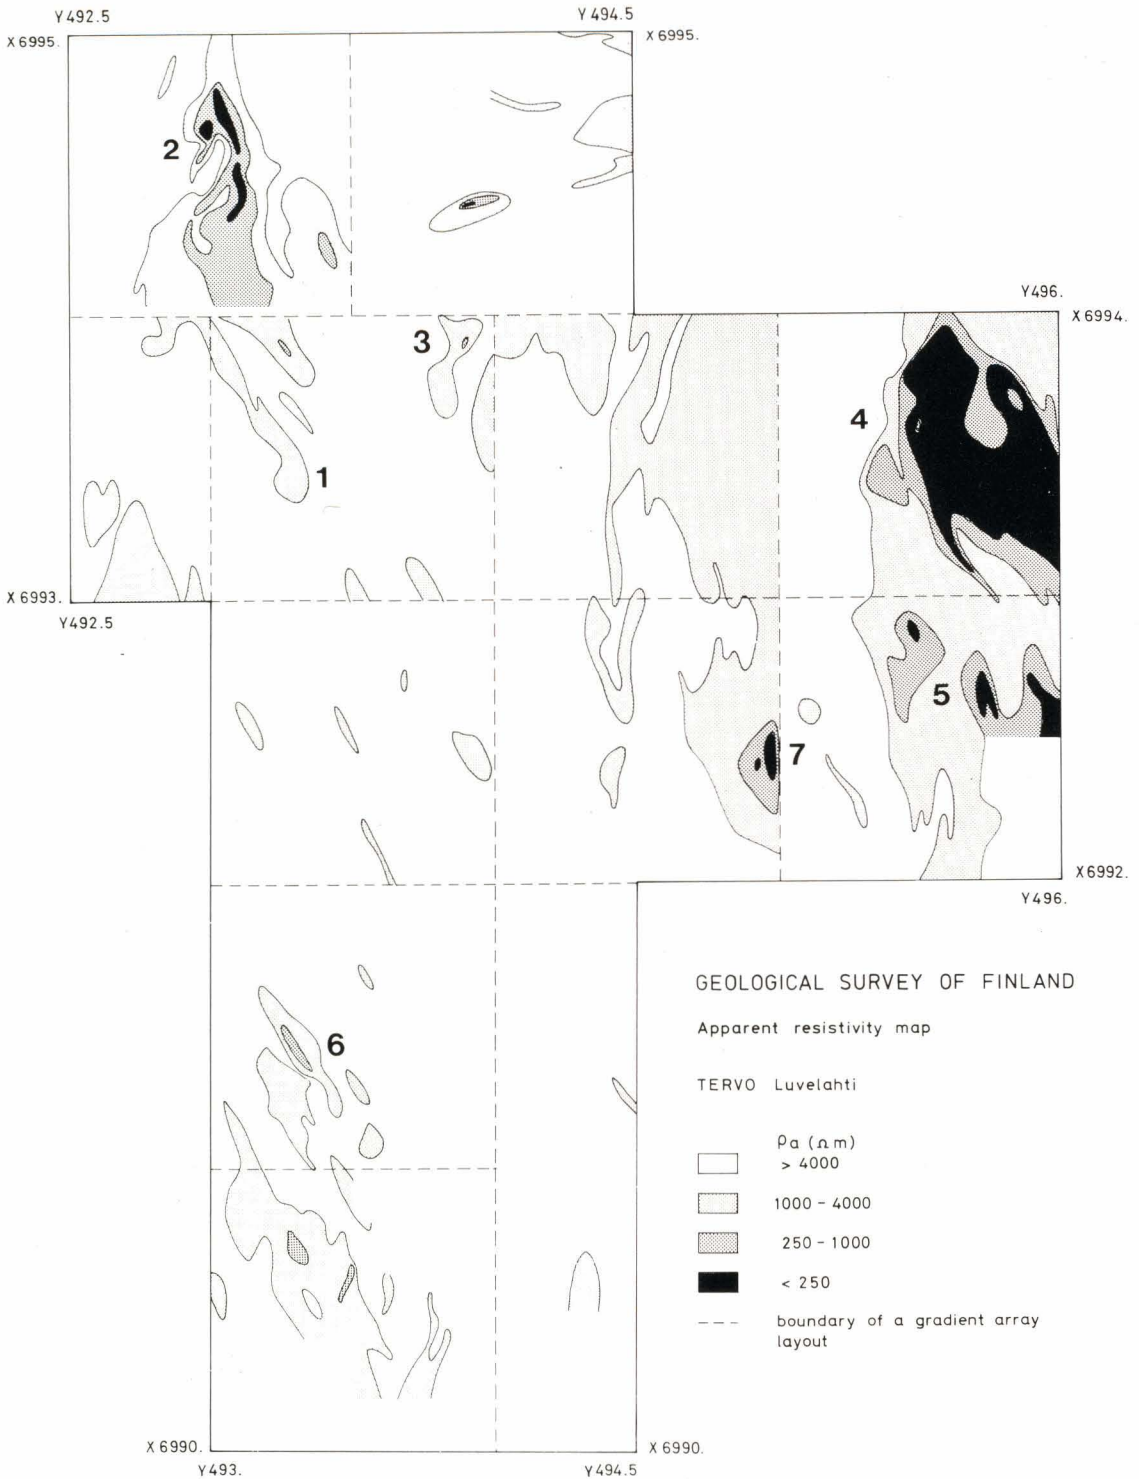 Y492.5
Y494.5
X6995.
X6995.
2
Y496.
X6994.
3
4
1
X6993.
Y492.5
5
7
X6992.
Y496.
GEOLOGICAL SURVEY OF FINLAND
Apparent resistivity map
6
TERVO Luvelahti
ρa (Ωm)
> 4000
1000 - 4000
250 - 1000
< 250
boundary of a gradient array
layout
X6990.
X6990.
Y493.
Y494.5